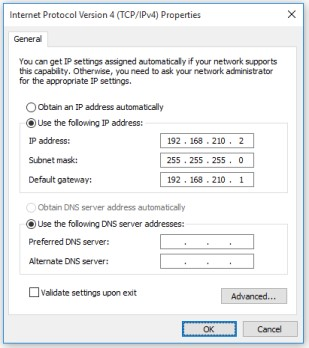 Internet Protocol Version 4 (TCP/IPv4) Properties
General
You can get IP settings assigned automatically if your network supports
this capability. Otherwise, you need to ask your network administrator
for the appropriate IP settings.
Obtain an IP address automatically
Use the following IP address:
IP address: 192 . 168 . 210 . 2
Subnet mask: 255 . 255 . 255 . 0
Default gateway: 192 . 168 . 210 . 1
Obtain DNS server address automatically
Use the following DNS server addresses:
Preferred DNS server: . . .
Alternate DNS server: . . .
Validate settings upon exit
Advanced...
OK Cancel